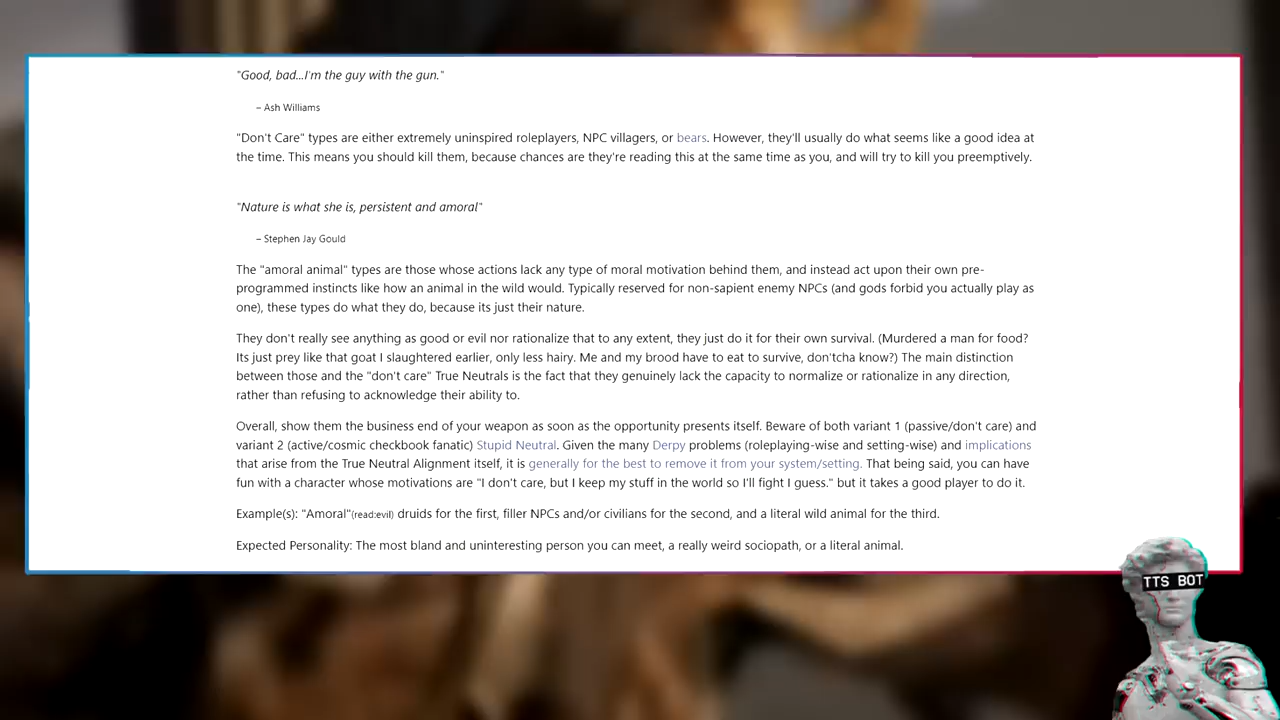 "Good, bad...I'm the guy with the gun."
– Ash Williams
"Don't Care" types are either extremely uninspired roleplayers, NPC villagers, or bears. However, they'll usually do what seems like a good idea at
the time. This means you should kill them, because chances are they're reading this at the same time as you, and will try to kill you preemptively.
"Nature is what she is, persistent and amoral"
– Stephen Jay Gould
The "amoral animal" types are those whose actions lack any type of moral motivation behind them, and instead act upon their own pre-
programmed instincts like how an animal in the wild would. Typically reserved for non-sapient enemy NPCs (and gods forbid you actually play as
one), these types do what they do, because its just their nature.
They don't really see anything as good or evil nor rationalize that to any extent, they just do it for their own survival. (Murdered a man for food?
Its just prey like that goat I slaughtered earlier, only less hairy. Me and my brood have to eat to survive, don'tcha know?) The main distinction
between those and the "don't care" True Neutrals is the fact that they genuinely lack the capacity to normalize or rationalize in any direction,
rather than refusing to acknowledge their ability to.
Overall, show them the business end of your weapon as soon as the opportunity presents itself. Beware of both variant 1 (passive/don't care) and
variant 2 (active/cosmic checkbook fanatic) Stupid Neutral. Given the many Derpy problems (roleplaying-wise and setting-wise) and implications
that arise from the True Neutral Alignment itself, it is generally for the best to remove it from your system/setting. That being said, you can have
fun with a character whose motivations are "I don't care, but I keep my stuff in the world so I'll fight I guess." but it takes a good player to do it.
Example(s): "Amoral"(read:evil) druids for the first, filler NPCs and/or civilians for the second, and a literal wild animal for the third.
Expected Personality: The most bland and uninteresting person you can meet, a really weird sociopath, or a literal animal.
TTS BOT